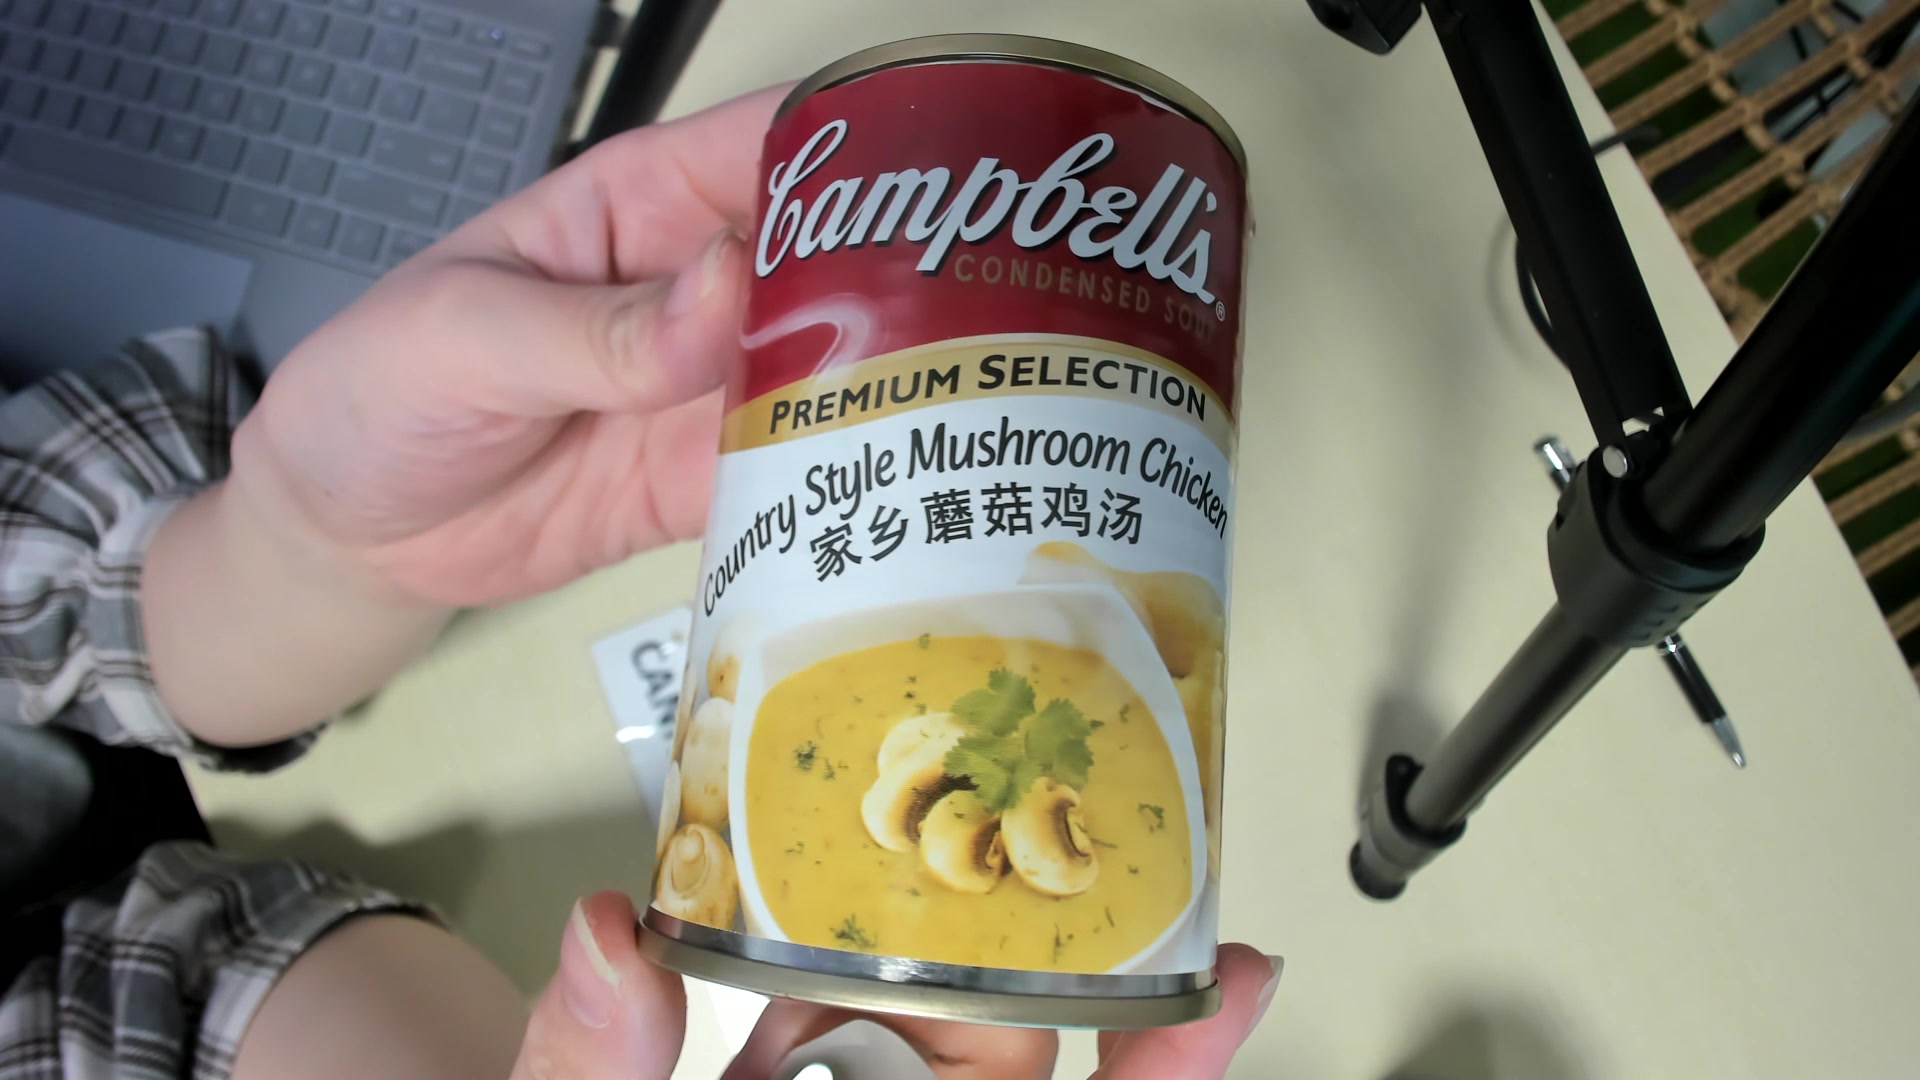 Campbell's®
CONDENSED SOUP
PREMIUM SELECTION
Country Style Mushroom Chicken
家乡蘑菇鸡汤